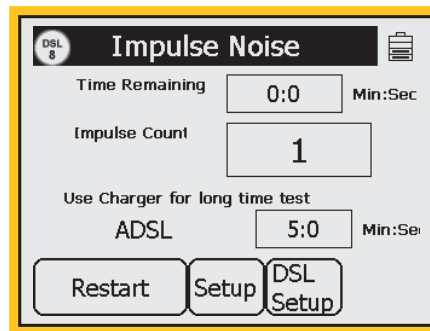 DSL
8
Impulse Noise
Time Remaining
0:0
Min:Sec
Impulse Count
1
Use Charger for long time test
ADSL
5:0
Min:Se
Restart
Setup
DSL
Setup